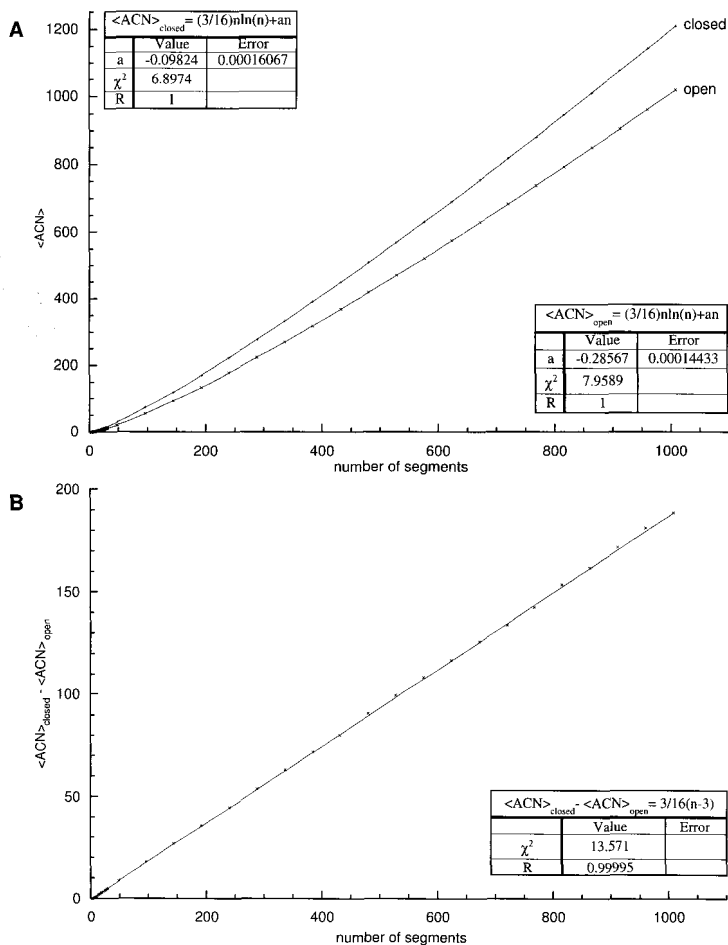 A
<ACN>closed = (3/16)nln(n)+an
Value Error
a -0.09824 0.00016067
χ² 6.8974
R 1
closed
open
1200
1000
800
600
400
200
0
<ACN>
<ACN>open = (3/16)nln(n)+an
Value Error
a -0.28567 0.00014433
χ² 7.9589
R 1
0 200 400 600 800 1000
number of segments
B
200
150
100
50
0
<ACN>closed - <ACN>open
<ACN>closed - <ACN>open = 3/16(n-3)
Value Error
χ² 13.571
R 0.99995
0 200 400 600 800 1000
number of segments